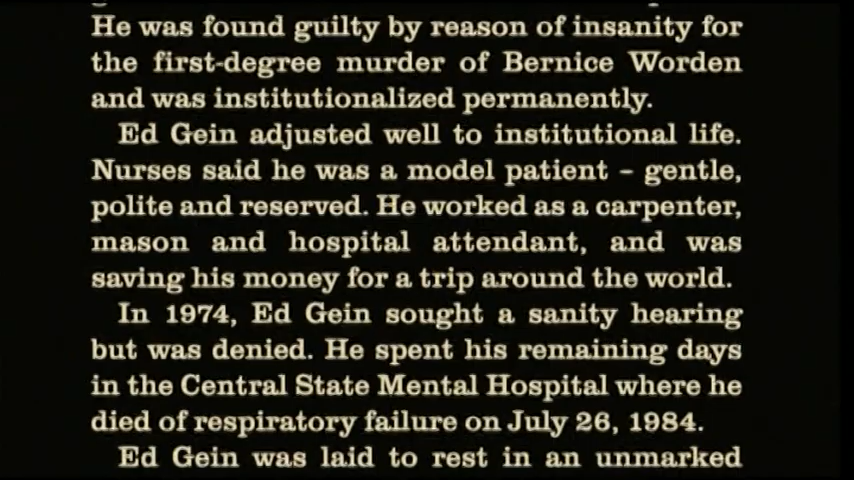 He was found guilty by reason of insanity for
the first-degree murder of Bernice Worden
and was institutionalized permanently.
Ed Gein adjusted well to institutional life.
Nurses said he was a model patient – gentle,
polite and reserved. He worked as a carpenter,
mason and hospital attendant, and was
saving his money for a trip around the world.
In 1974, Ed Gein sought a sanity hearing
but was denied. He spent his remaining days
in the Central State Mental Hospital where he
died of respiratory failure on July 26, 1984.
Ed Gein was laid to rest in an unmarked